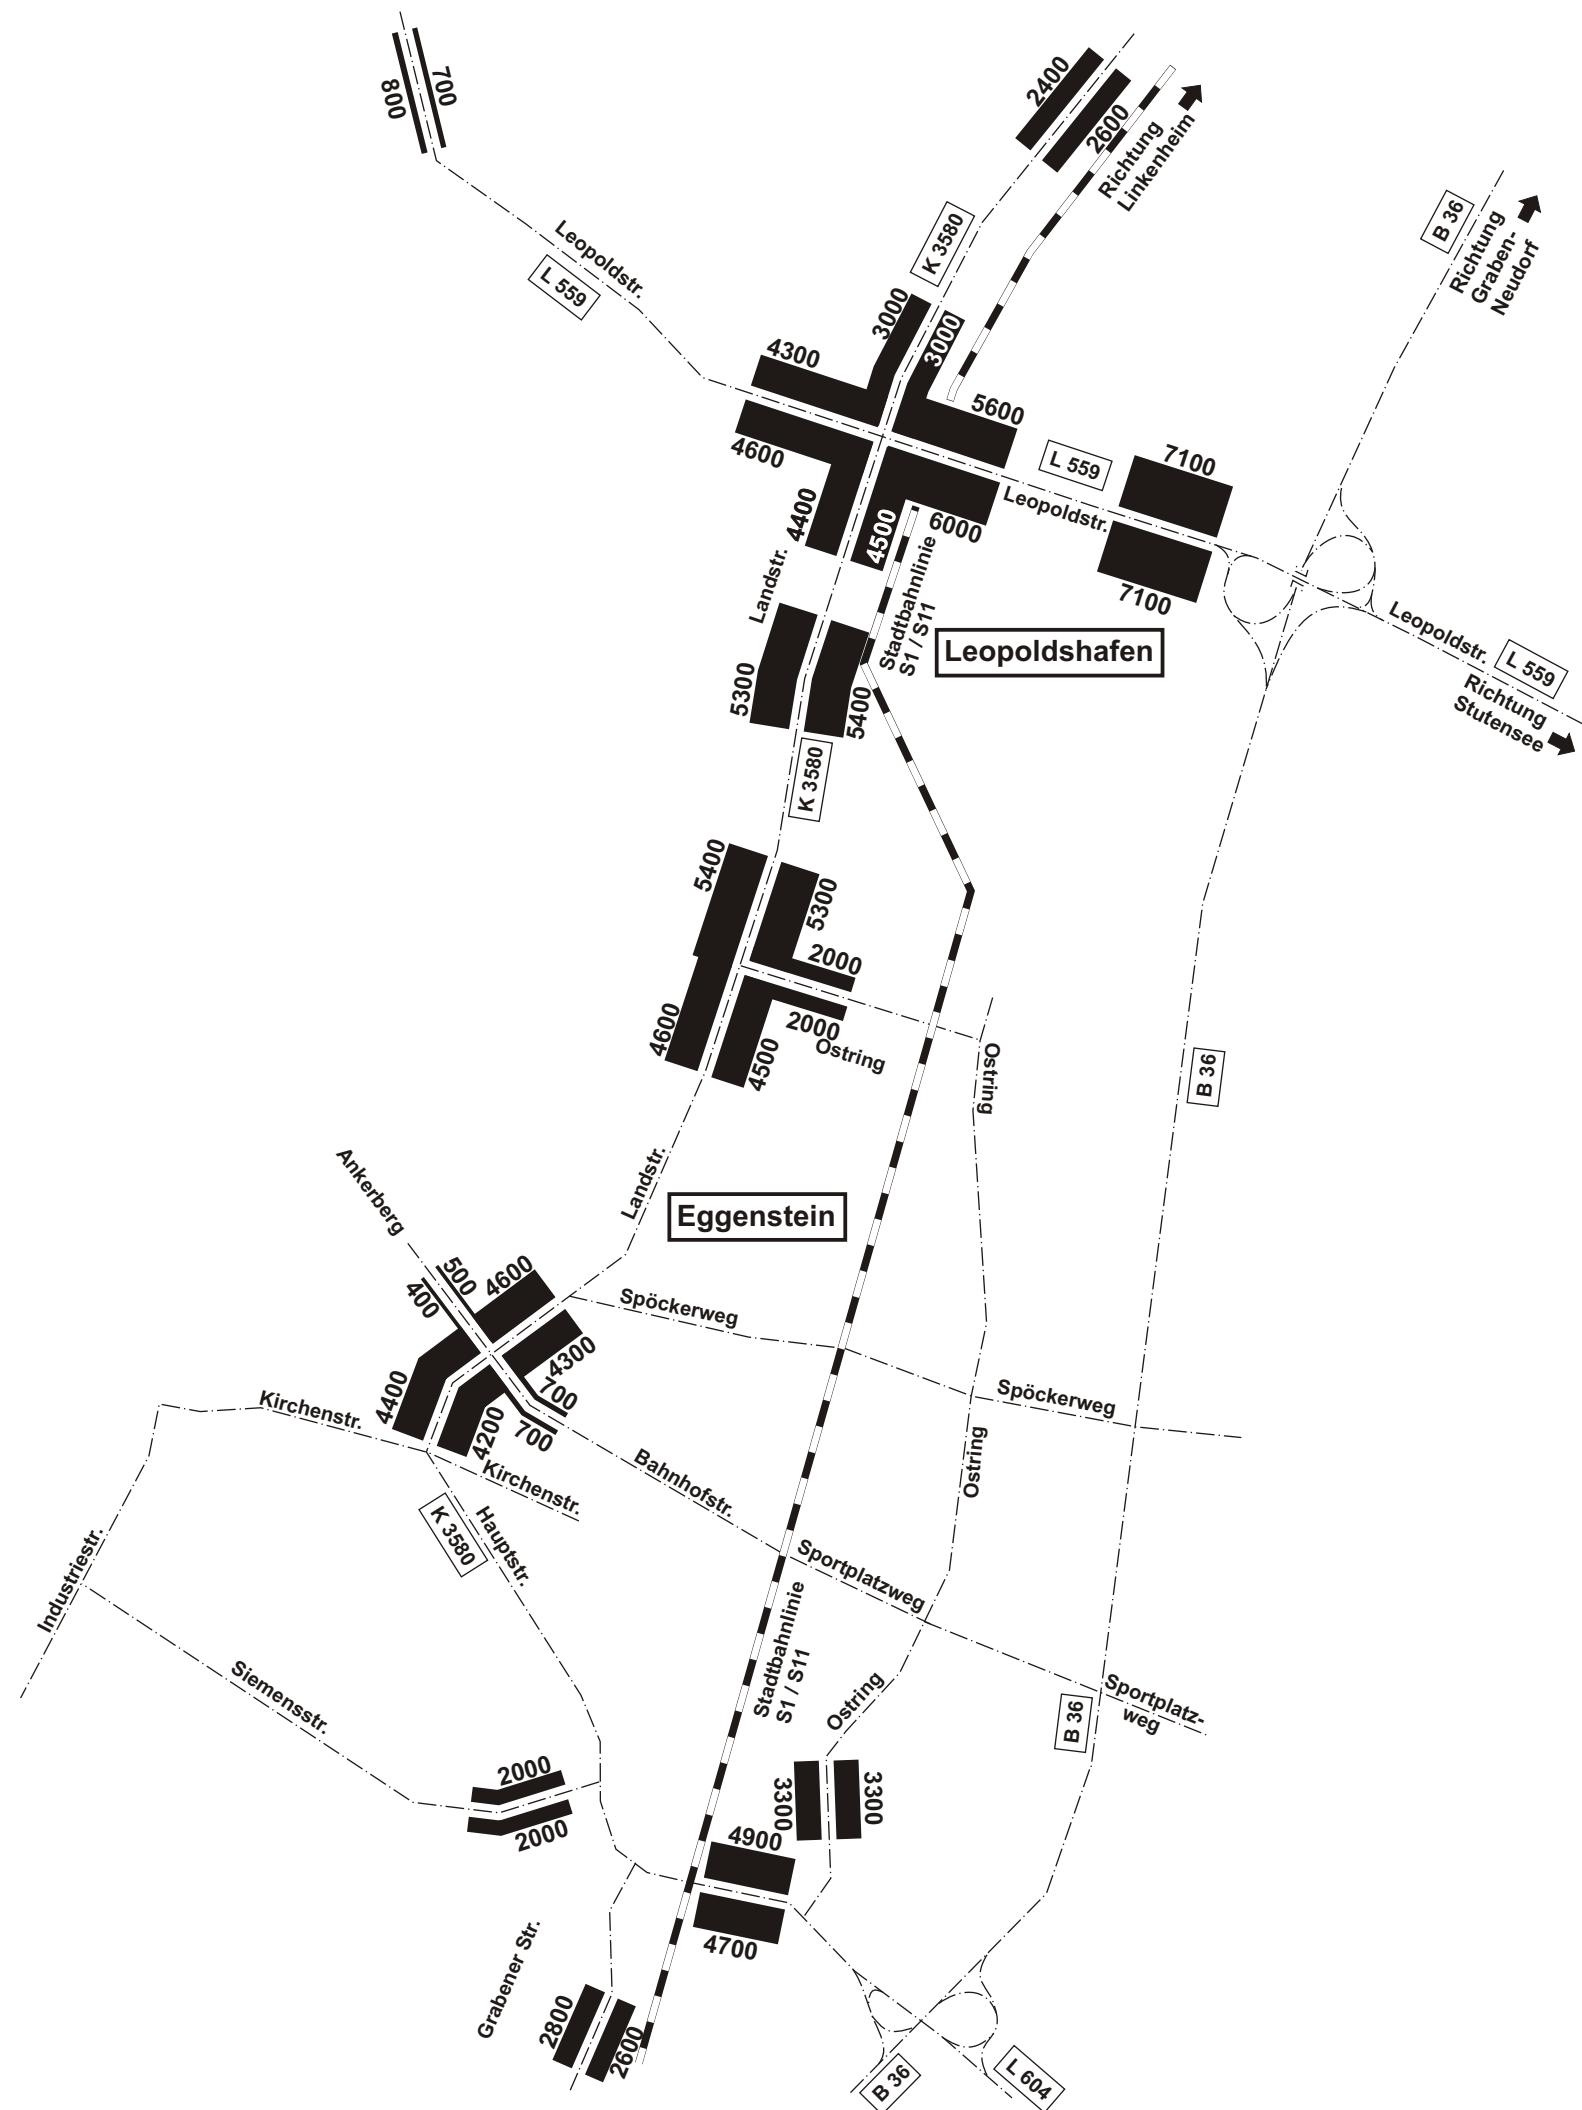 700
800
2400
2600
Richtung
Linkenheim
B 36
Richtung
Graben-
Neudorf
Leopoldstr.
L 559
K 3580
3000
3000
4300
5600
4600
L 559
7100
4400
4500
6000
Leopoldstr.
7100
Landstr.
Stadtbahnlinie
S1 / S11
Leopoldshafen
Leopoldstr.
L 559
Richtung
Stutensee
5300
5400
K 3580
5400
5300
2000
2000
4600
4500
Ostring
Ostring
B 36
Ankerberg
Landstr.
Eggenstein
500
4600
400
Spöckerweg
4300
4400
700
Spöckerweg
Kirchenstr.
700
4200
Kirchenstr.
Bahnhofstr.
Ostring
K 3580
Hauptstr.
Industriestr.
Sportplatzweg
Stadtbahnlinie
S1 / S11
Siemensstr.
Ostring
Sportplatz-
weg
B 36
2000
2000
3300
3300
4900
4700
Grabener Str.
2800
2600
B 36
L 604